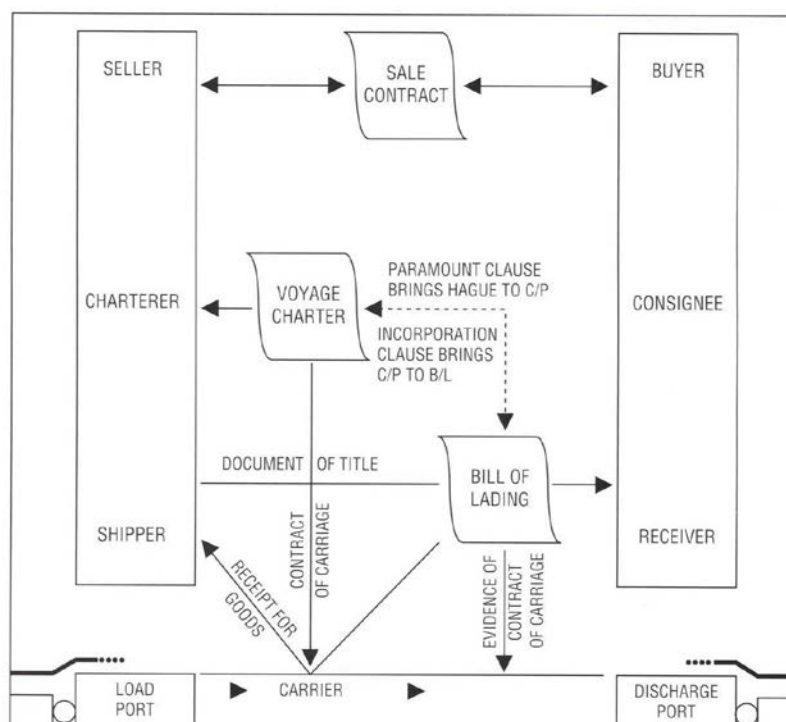 SELLER
SALE
CONTRACT
BUYER
CHARTERER
VOYAGE
CHARTER
PARAMOUNT CLAUSE
BRINGS HAGUE TO C/P
INCORPORATION
CLAUSE BRINGS
C/P TO B/L
CONSIGNEE
DOCUMENT OF TITLE
BILL OF
LADING
SHIPPER
RECEIVER
RECEIPT FOR
GOODS
CONTRACT
OF CARRIAGE
EVIDENCE OF
CONTRACT
OF CARRIAGE
LOAD
PORT
CARRIER
DISCHARGE
PORT